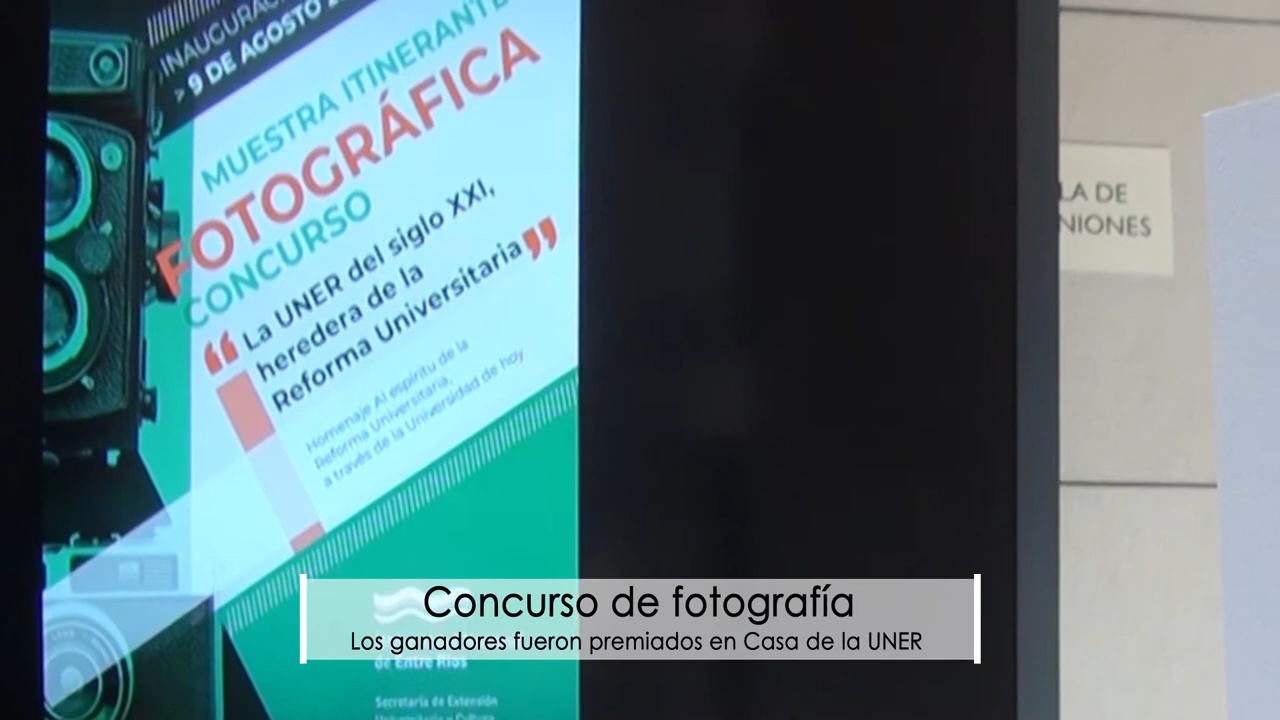 > 9 DE AGOSTO
MUESTRA ITINERANTE
FOTOGRÁFICA
CONCURSO
“La UNER del siglo XXI,
heredera de la
Reforma Universitaria”
Homenaje Al espíritu de la
Reforma Universitaria,
a través de la Universidad de hoy
LA DE
NIONES
Concurso de fotografía
Los ganadores fueron premiados en Casa de la UNER
de Entre Ríos
Secretaría de Extensión